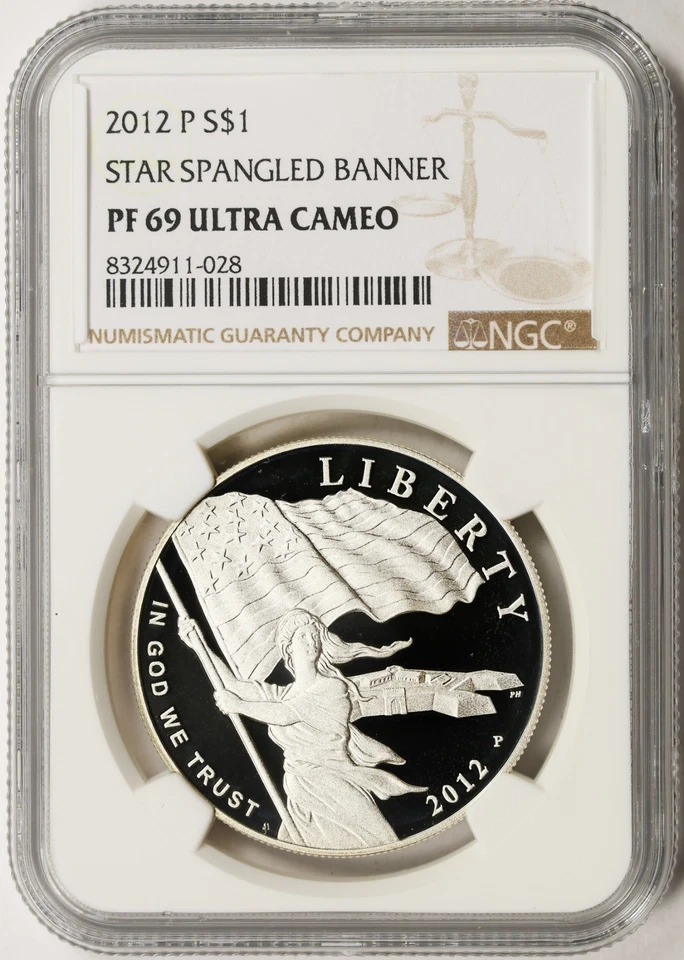 2012 P S$1
STAR SPANGLED BANNER
PF 69 ULTRA CAMEO
8324911-028
NUMISMATIC GUARANTY COMPANY
NGC®
LIBERTY
IN GOD WE TRUST
PH
P
2012